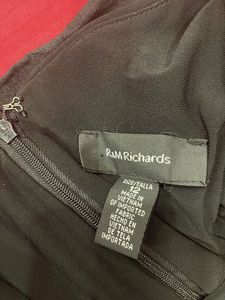 R&M Richards
SIZE/TALLA
12
MADE IN
VIETNAM
OF IMPORTED
FABRIC
HECHO EN
VIETNAM
DE TELA
IMPORTADA